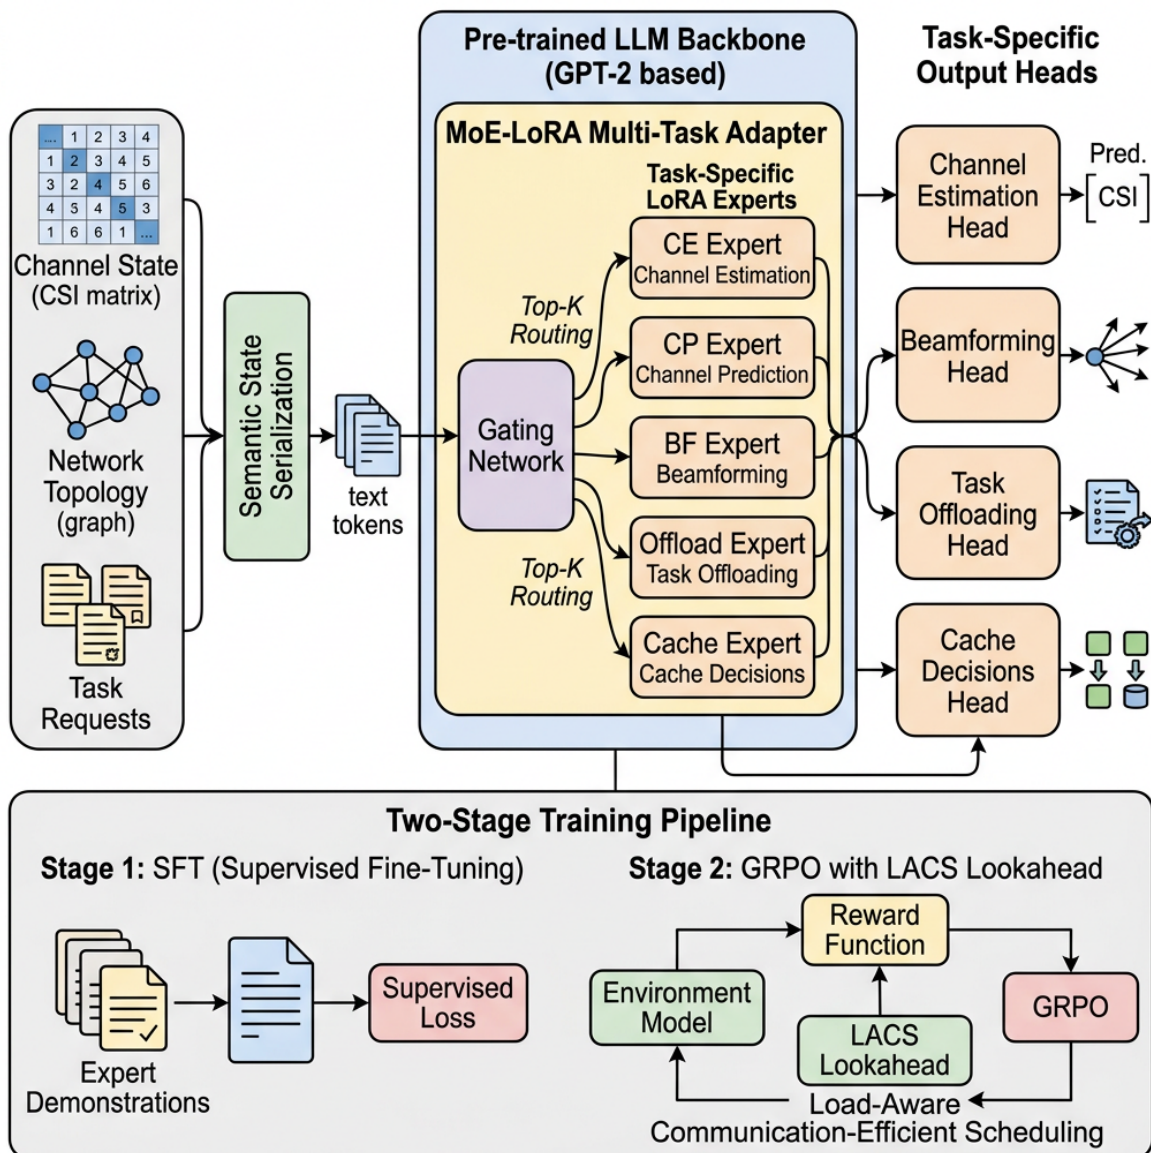 Pre-trained LLM Backbone
(GPT-2 based)
Task-Specific
Output Heads
.... 1 2 3 4
1 2 3 4 5
3 2 4 5 6
4 5 4 5 3
1 6 6 1 ...
Channel State
(CSI matrix)
Network
Topology
(graph)
Task
Requests
Semantic State
Serialization
text
tokens
MoE-LoRA Multi-Task Adapter
Task-Specific
LoRA Experts
Top-K
Routing
Gating
Network
Top-K
Routing
CE Expert
Channel Estimation
CP Expert
Channel Prediction
BF Expert
Beamforming
Offload Expert
Task Offloading
Cache Expert
Cache Decisions
Channel
Estimation
Head
Pred.
[CSI]
Beamforming
Head
Task
Offloading
Head
Cache
Decisions
Head
Two-Stage Training Pipeline
Stage 1: SFT (Supervised Fine-Tuning)
Expert
Demonstrations
Supervised
Loss
Stage 2: GRPO with LACS Lookahead
Reward
Function
Environment
Model
LACS
Lookahead
GRPO
Load-Aware
Communication-Efficient Scheduling